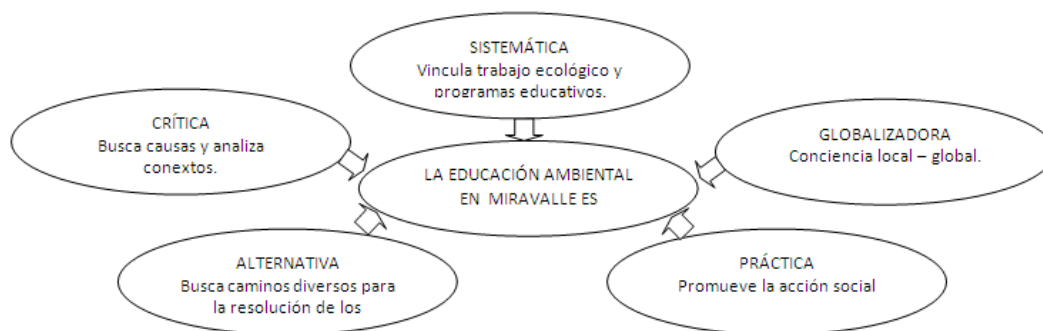 SISTEMÁTICA
Vincula trabajo ecológico y
programas educativos.
CRÍTICA
Busca causas y analiza
conextos.
GLOBALIZADORA
Conciencia local – global.
LA EDUCACIÓN AMBIENTAL
EN MIRAVALLE ES
ALTERNATIVA
Busca caminos diversos para
la resolución de los
PRÁCTICA
Promueve la acción social